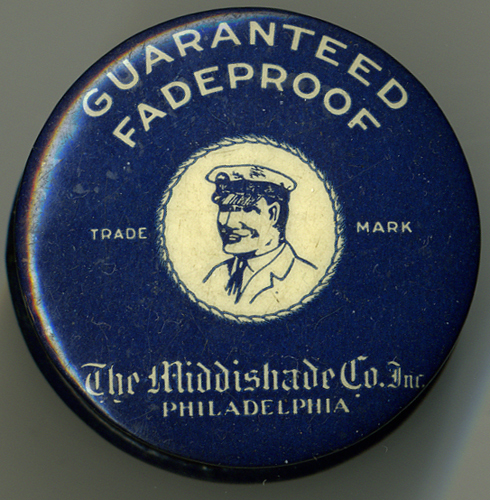 GUARANTEED
FADEPROOF
TRADE MARK
The Middishade Co. Inc.
PHILADELPHIA